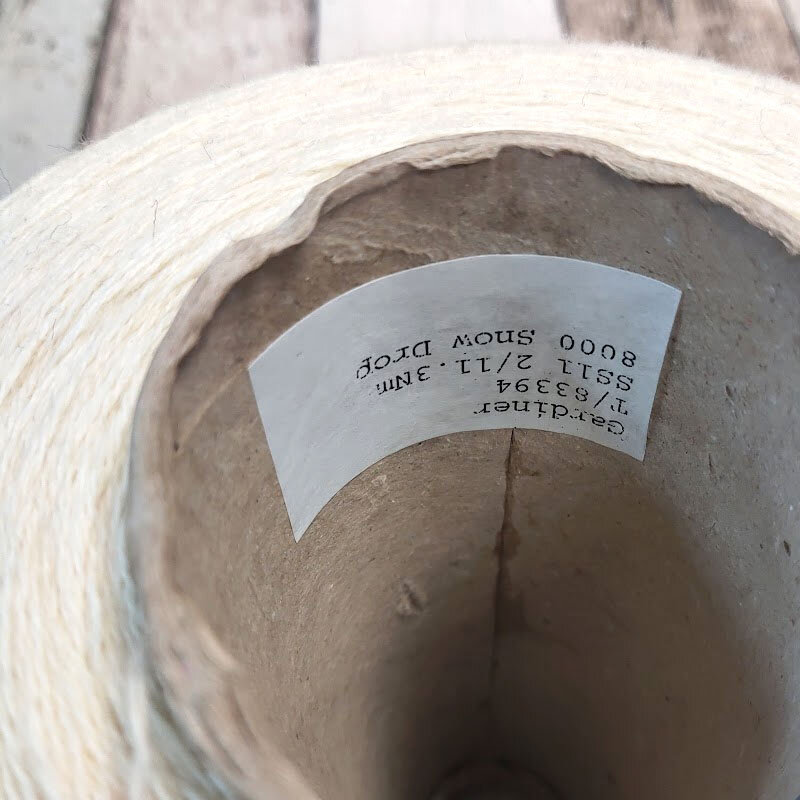 Gardiner
T/83394
SS11 2/11.3Nm
8000 Snow Drop